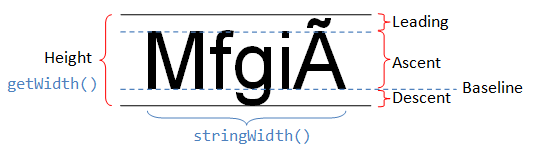 Leading
Height
getWidth()
MfgiÃ
Ascent
Baseline
Descent
stringWidth()